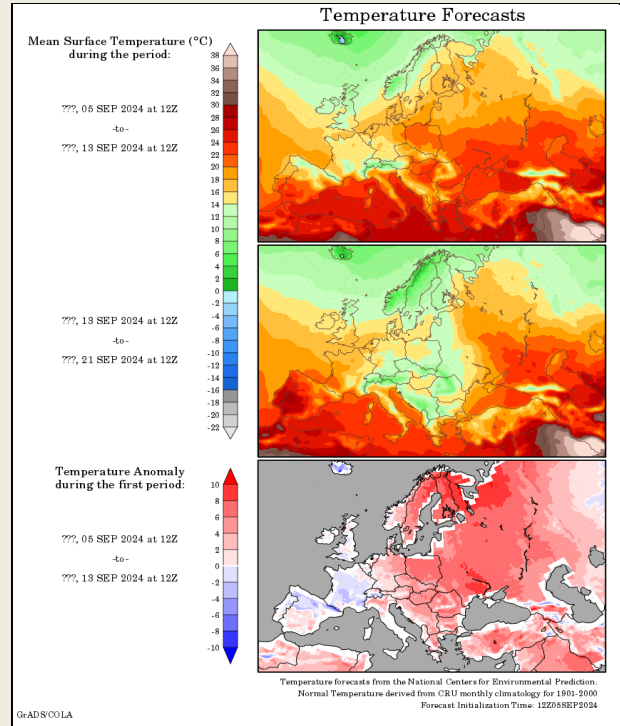 Temperature Forecasts
Mean Surface Temperature (°C)
during the period:
???, 05 SEP 2024 at 12Z
-to-
???, 13 SEP 2024 at 12Z
38
36
34
32
30
28
26
24
22
20
18
16
14
12
10
8
6
4
2
0
-2
-4
-6
-8
-10
-12
-14
-16
-18
-20
-22
???, 13 SEP 2024 at 12Z
-to-
???, 21 SEP 2024 at 12Z
Temperature Anomaly
during the first period:
???, 05 SEP 2024 at 12Z
-to-
???, 13 SEP 2024 at 12Z
10
8
6
4
2
0
-2
-4
-6
-8
-10
Temperature forecasts from the National Centers for Environmental Prediction.
Normal Temperature derived from CRU monthly climatology for 1901-2000
Forecast Initialization Time: 12Z05SEP2024
GrADS/COLA